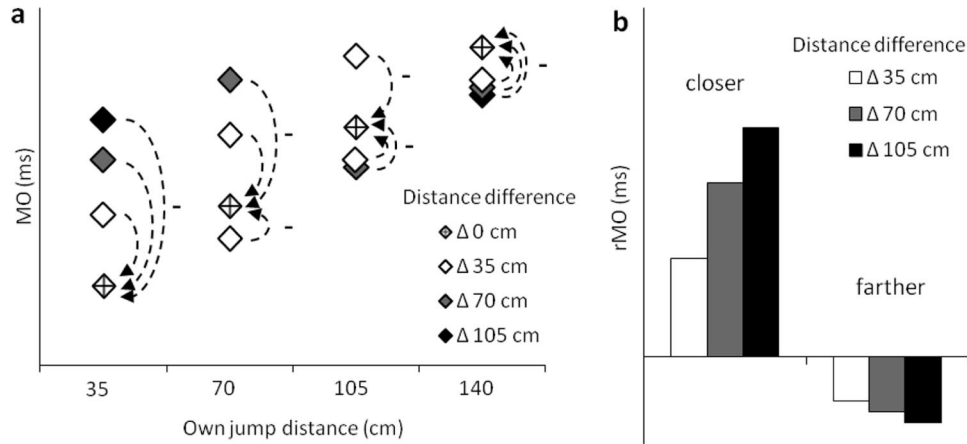 a
MO (ms)
-
-
-
-
-
Distance difference
Δ 0 cm
Δ 35 cm
Δ 70 cm
Δ 105 cm
35 70 105 140
Own jump distance (cm)
b
Distance difference
Δ 35 cm
Δ 70 cm
Δ 105 cm
closer
rMO (ms)
farther